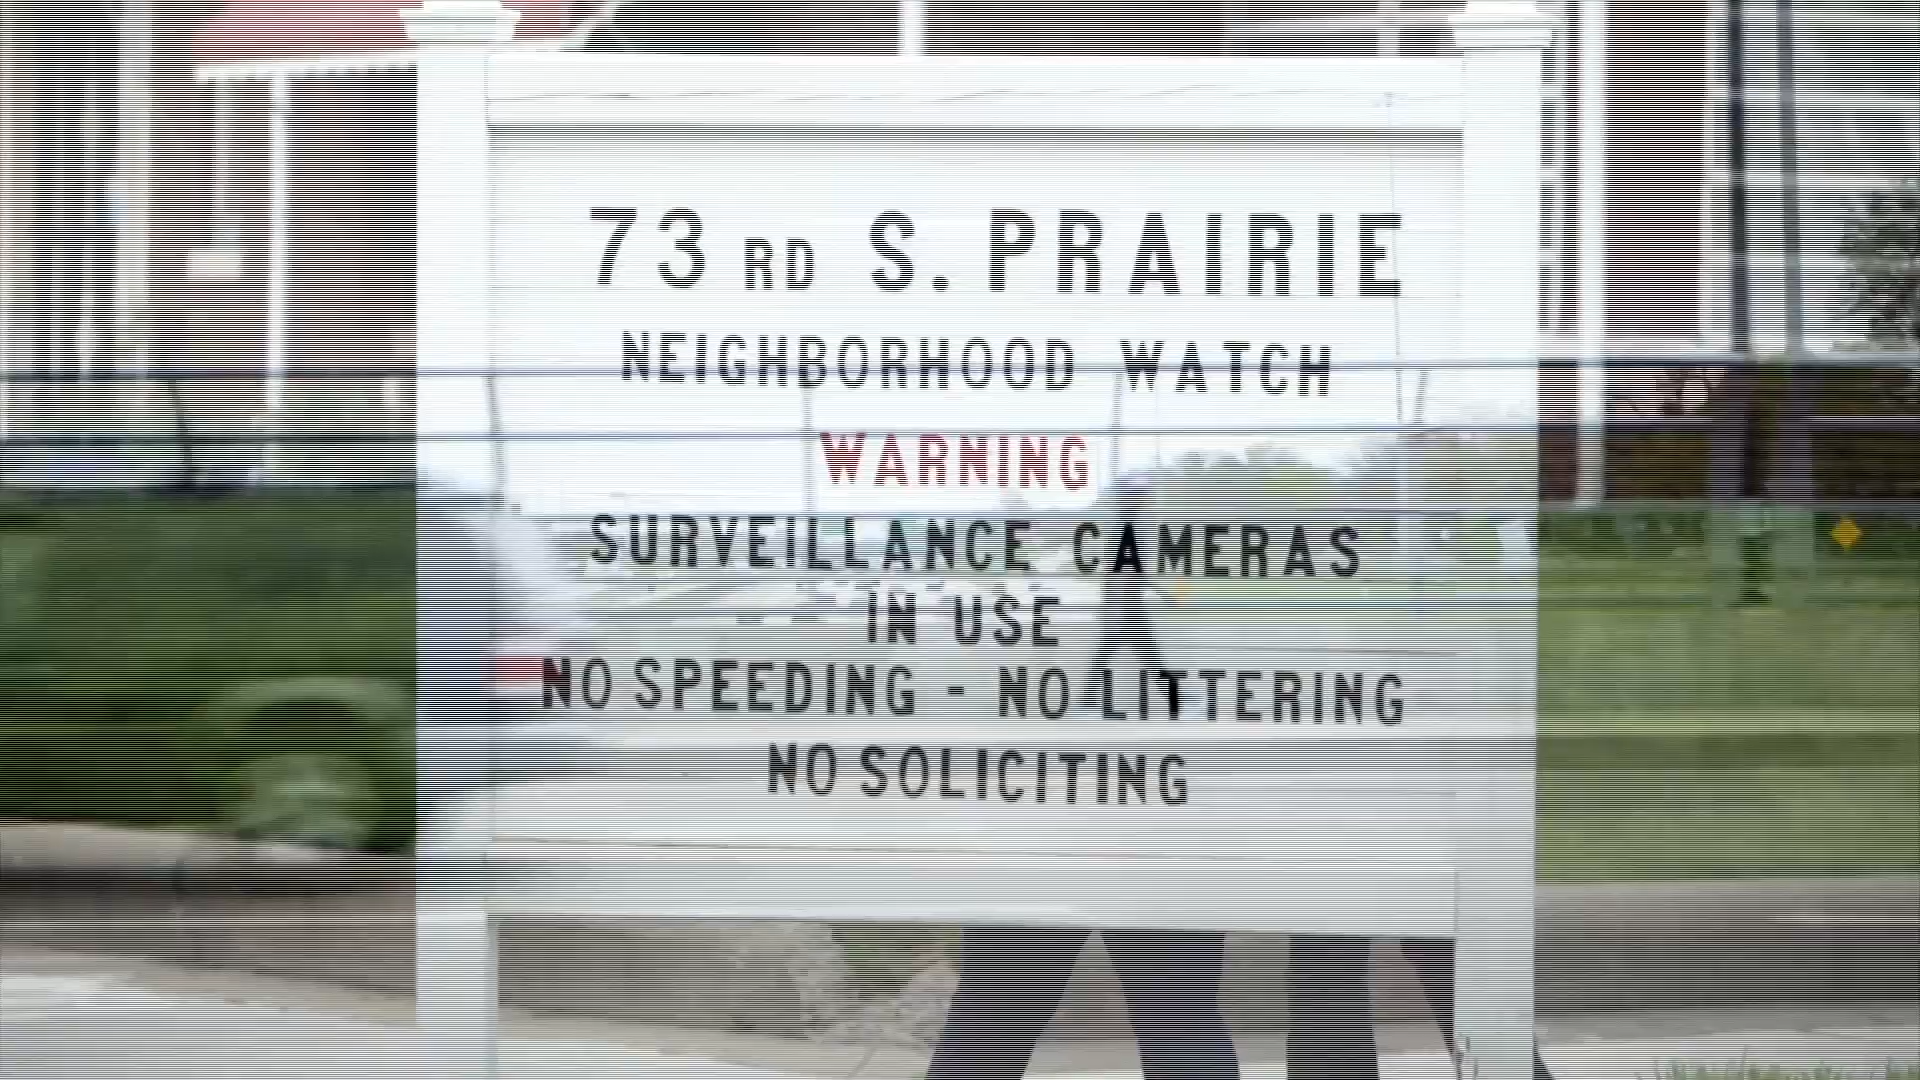 73 RD S. PRAIRIE
NEIGHBORHOOD WATCH
WARNING
SURVEILLANCE CAMERAS
IN USE
NO SPEEDING - NO LITTERING
NO SOLICITING